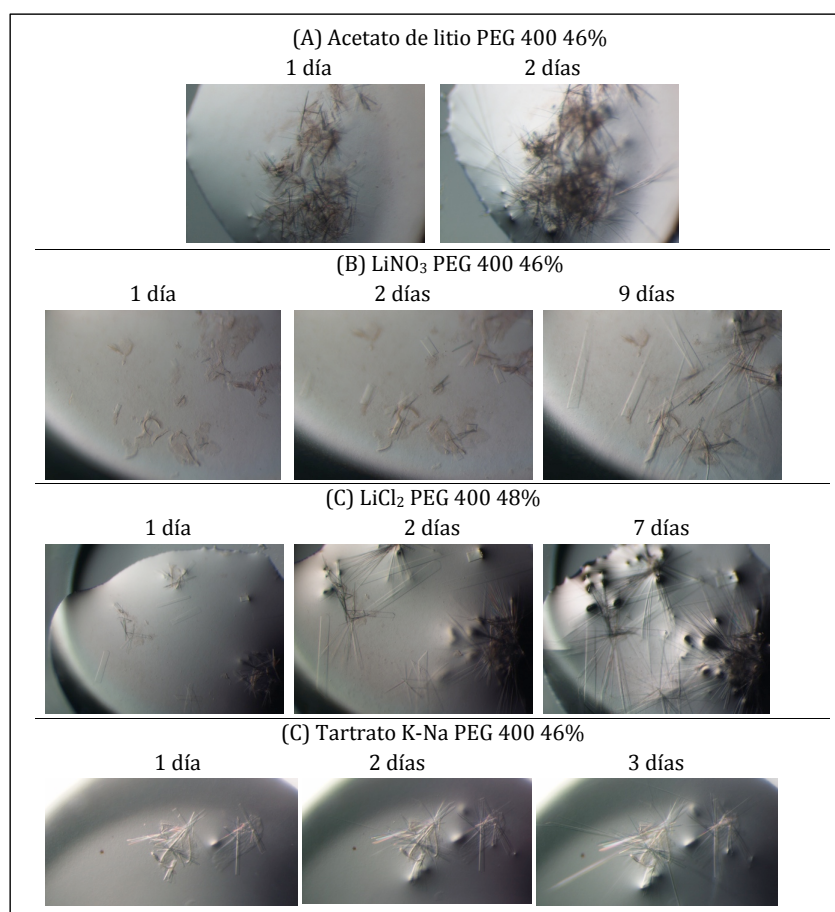 (A) Acetato de litio PEG 400 46%
1 día 2 días
(B) LiNO₃ PEG 400 46%
1 día 2 días 9 días
(C) LiCl₂ PEG 400 48%
1 día 2 días 7 días
(C) Tartrato K-Na PEG 400 46%
1 día 2 días 3 días